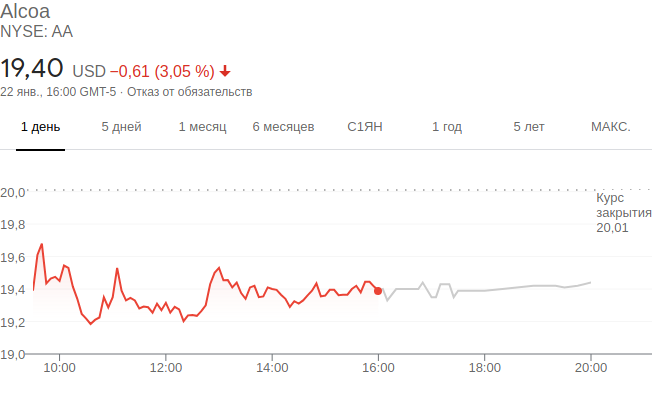 Alcoa
NYSE: AA
19,40 USD −0,61 (3,05 %)
22 янв., 16:00 GMT-5 · Отказ от обязательств
1 день 5 дней 1 месяц 6 месяцев С1ЯН 1 год 5 лет МАКС.
20,0
Курс
закрытия
20,01
19,8
19,6
19,4
19,2
19,0
10:00 12:00 14:00 16:00 18:00 20:00